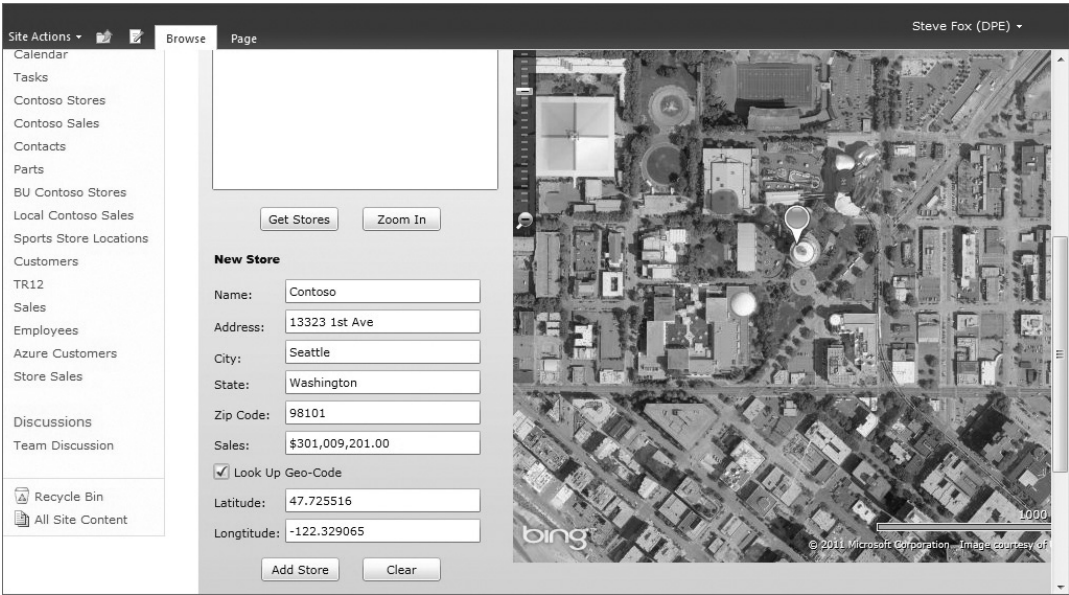 Steve Fox (DPE)
Site Actions Browse Page
Calendar
Tasks
Contoso Stores
Contoso Sales
Contacts
Parts
BU Contoso Stores
Local Contoso Sales
Sports Store Locations
Customers
TR12
Sales
Employees
Azure Customers
Store Sales
Discussions
Team Discussion
Recycle Bin
All Site Content
Get Stores Zoom In
New Store
Name: Contoso
Address: 13323 1st Ave
City: Seattle
State: Washington
Zip Code: 98101
Sales: $301,009,201.00
Look Up Geo-Code
Latitude: 47.725516
Longtitude: -122.329065
Add Store Clear
1000
bing
© 2011 Microsoft Corporation Image courtesy of